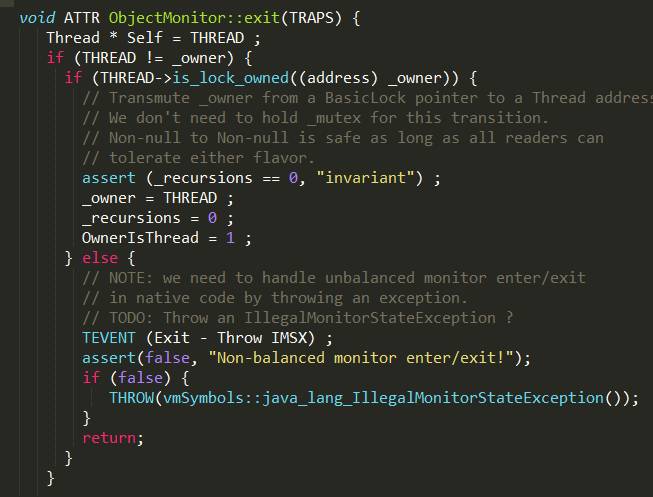 void ATTR ObjectMonitor::exit(TRAPS) {
   Thread * Self = THREAD ;
   if (THREAD != _owner) {
     if (THREAD->is_lock_owned((address) _owner)) {
       // Transmute _owner from a BasicLock pointer to a Thread address
       // We don't need to hold _mutex for this transition.
       // Non-null to Non-null is safe as long as all readers can
       // tolerate either flavor.
       assert (_recursions == 0, "invariant") ;
       _owner = THREAD ;
       _recursions = 0 ;
       OwnerIsThread = 1 ;
     } else {
       // NOTE: we need to handle unbalanced monitor enter/exit
       // in native code by throwing an exception.
       // TODO: Throw an IllegalMonitorStateException ?
       TEVENT (Exit - Throw IMSX) ;
       assert(false, "Non-balanced monitor enter/exit!");
       if (false) {
          THROW(vmSymbols::java_lang_IllegalMonitorStateException());
       }
       return;
     }
   }